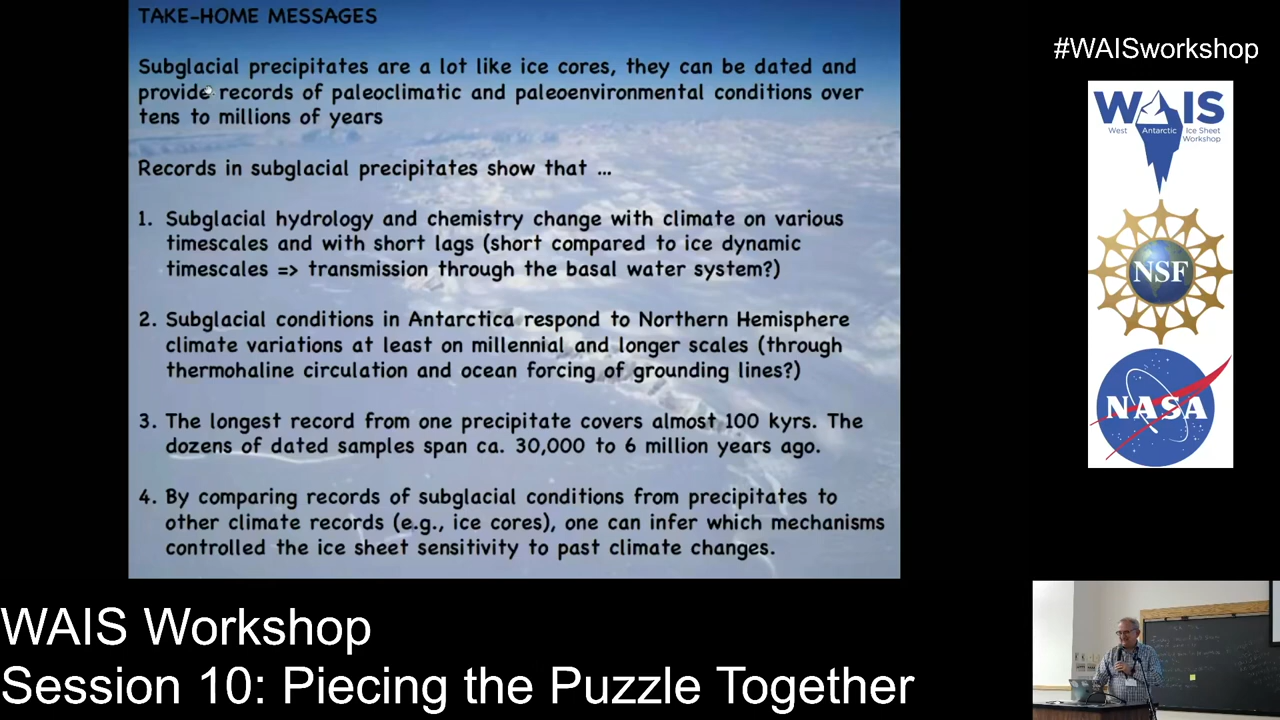 TAKE-HOME MESSAGES
Subglacial precipitates are a lot like ice cores, they can be dated and
provide records of paleoclimatic and paleoenvironmental conditions over
tens to millions of years
Records in subglacial precipitates show that ...
1. Subglacial hydrology and chemistry change with climate on various
timescales and with short lags (short compared to ice dynamic
timescales => transmission through the basal water system?)
2. Subglacial conditions in Antarctica respond to Northern Hemisphere
climate variations at least on millennial and longer scales (through
thermohaline circulation and ocean forcing of grounding lines?)
3. The longest record from one precipitate covers almost 100 kyrs. The
dozens of dated samples span ca. 30,000 to 6 million years ago.
4. By comparing records of subglacial conditions from precipitates to
other climate records (e.g., ice cores), one can infer which mechanisms
controlled the ice sheet sensitivity to past climate changes.
#WAISworkshop
WAIS
West Antarctic Ice Sheet
Workshop
NSF
NASA
WAIS Workshop
Session 10: Piecing the Puzzle Together